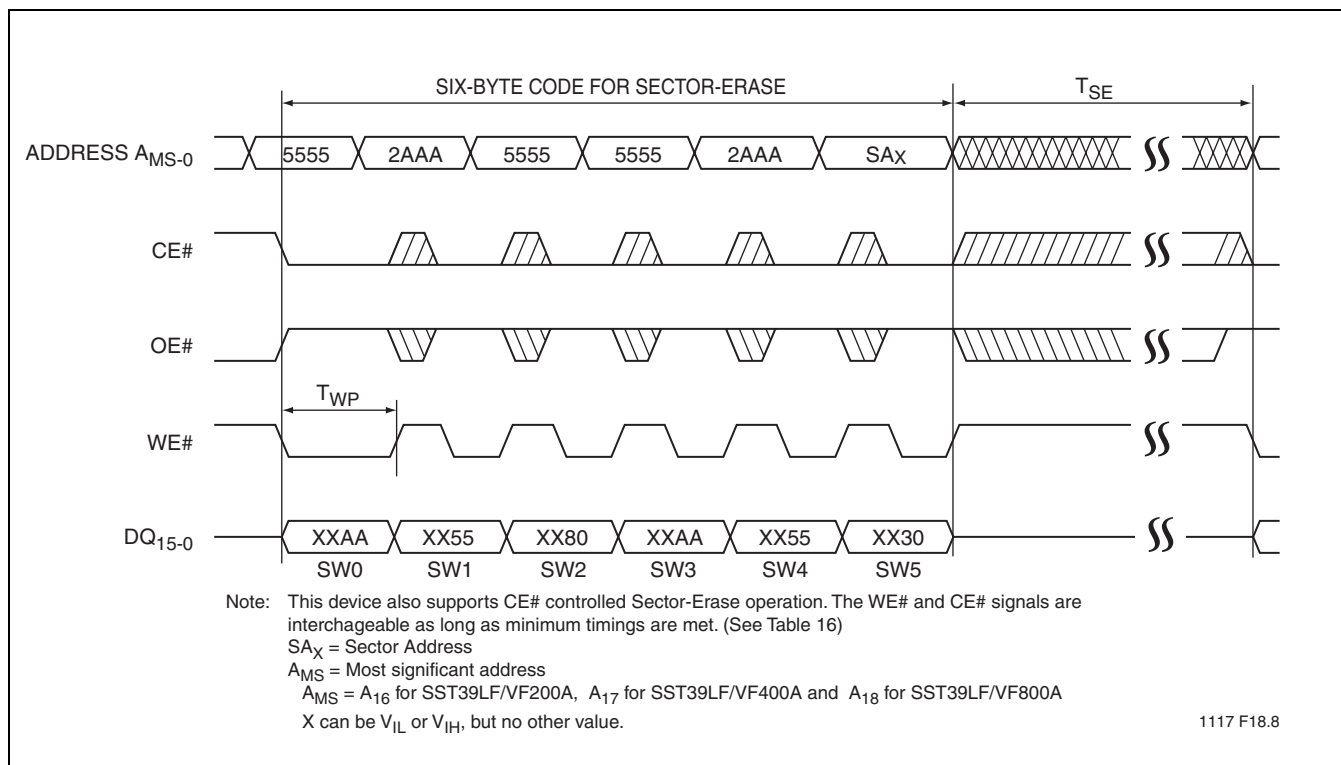 SIX-BYTE CODE FOR SECTOR-ERASE
TSE
ADDRESS AMS-0
5555 2AAA 5555 5555 2AAA SAX
CE#
OE#
TWP
WE#
DQ15-0
XXAA XX55 XX80 XXAA XX55 XX30
SW0 SW1 SW2 SW3 SW4 SW5
Note: This device also supports CE# controlled Sector-Erase operation. The WE# and CE# signals are
interchageable as long as minimum timings are met. (See Table 16)
SAX = Sector Address
AMS = Most significant address
AMS = A16 for SST39LF/VF200A, A17 for SST39LF/VF400A and A18 for SST39LF/VF800A
X can be VIL or VIH, but no other value.
1117 F18.8